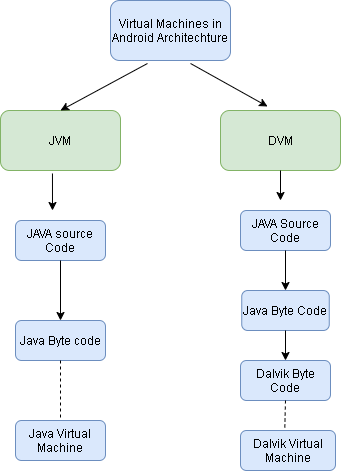 Virtual Machines in
Android Architechture
JVM
DVM
JAVA source
Code
JAVA Source
Code
Java Byte Code
Java Byte code
Dalvik Byte
Code
Java Virtual
Machine
Dalvik Virtual
Machine